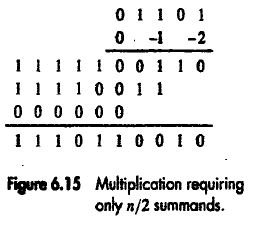 0 1 1 0 1
0 -1 -2
1 1 1 1 1 0 0 1 1 0
1 1 1 1 0 0 1 1
0 0 0 0 0 0
1 1 1 0 1 1 0 0 1 0
Figure 6.15 Multiplication requiring
only n/2 summands.